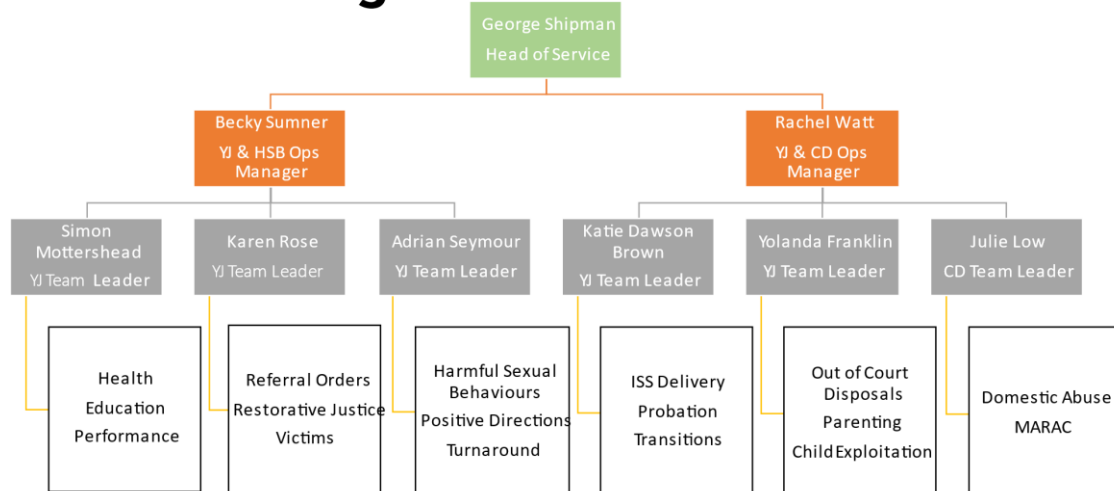 George Shipman
Head of Service
Becky Sumner
YJ & HSB Ops
Manager
Rachel Watt
YJ & CD Ops
Manager
Simon
Mottershead
YJ Team Leader
Karen Rose
YJ Team Leader
Adrian Seymour
YJ Team Leader
Katie Dawson-
Brown
YJ Team Leader
Yolanda Franklin
YJ Team Leader
Julie Low
CD Team Leader
Health
Education
Performance
Referral Orders
Restorative Justice
Victims
Harmful Sexual
Behaviours
Positive Directions
Turnaround
ISS Delivery
Probation
Transitions
Out of Court
Disposals
Parenting
Child Exploitation
Domestic Abuse
MARAC